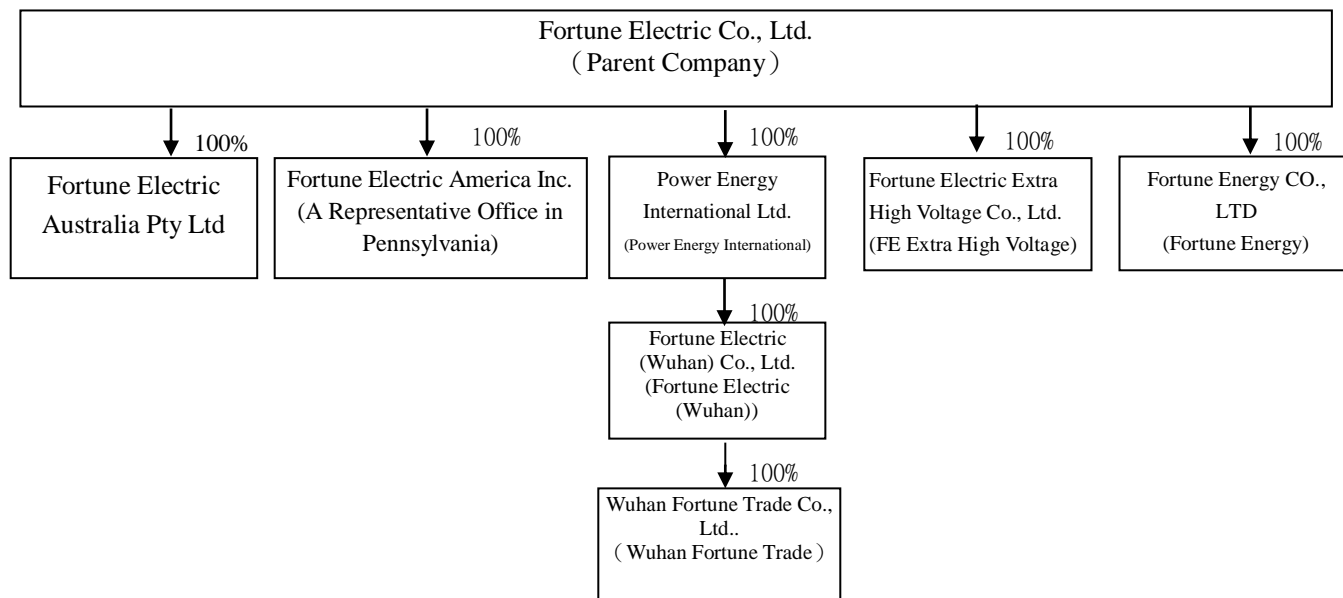 Fortune Electric Co., Ltd.
（Parent Company）
100%
100%
100%
100%
100%
Fortune Electric
Australia Pty Ltd
Fortune Electric America Inc.
(A Representative Office in
Pennsylvania)
Power Energy
International Ltd.
(Power Energy International)
Fortune Electric Extra
High Voltage Co., Ltd.
(FE Extra High Voltage)
Fortune Energy CO.,
LTD
(Fortune Energy)
100%
Fortune Electric
(Wuhan) Co., Ltd.
(Fortune Electric
(Wuhan))
100%
Wuhan Fortune Trade Co.,
Ltd..
（Wuhan Fortune Trade）